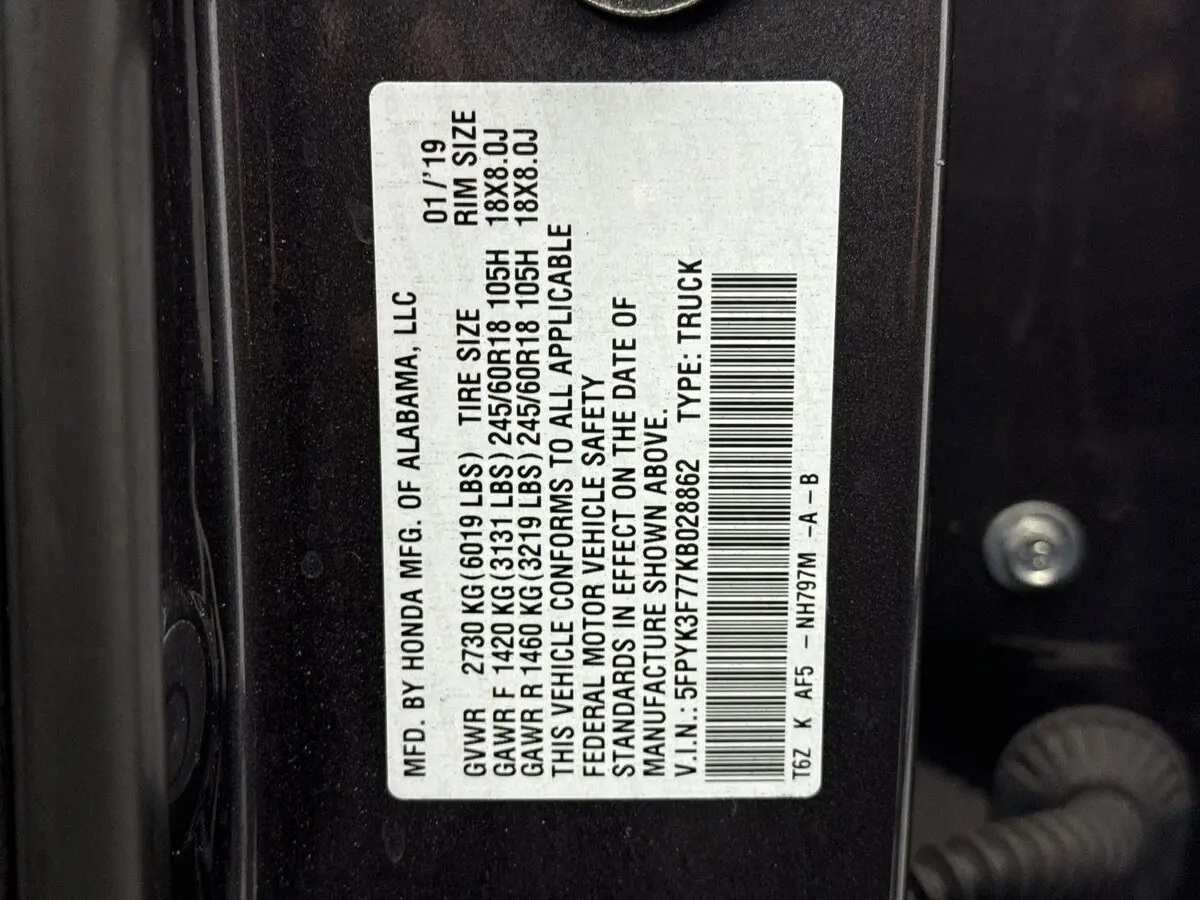 MFD. BY HONDA MFG. OF ALABAMA, LLC
01/'19
GVWR 2730 KG(6019 LBS) TIRE SIZE RIM SIZE
GAWR F 1420 KG(3131 LBS) 245/60R18 105H 18X8.0J
GAWR R 1460 KG(3219 LBS) 245/60R18 105H 18X8.0J
THIS VEHICLE CONFORMS TO ALL APPLICABLE
FEDERAL MOTOR VEHICLE SAFETY
STANDARDS IN EFFECT ON THE DATE OF
MANUFACTURE SHOWN ABOVE.
V.I.N.: 5FPYK3F77KB028862 TYPE: TRUCK
T6Z K AF5 -NH797M -A-B